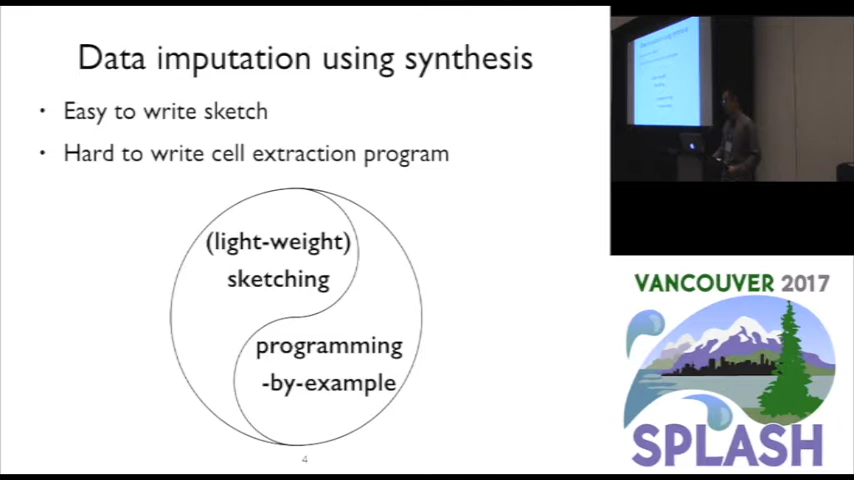 Data imputation using synthesis
• Easy to write sketch
• Hard to write cell extraction program
(light-weight)
sketching
programming
-by-example
4
VANCOUVER 2017
SPLASH